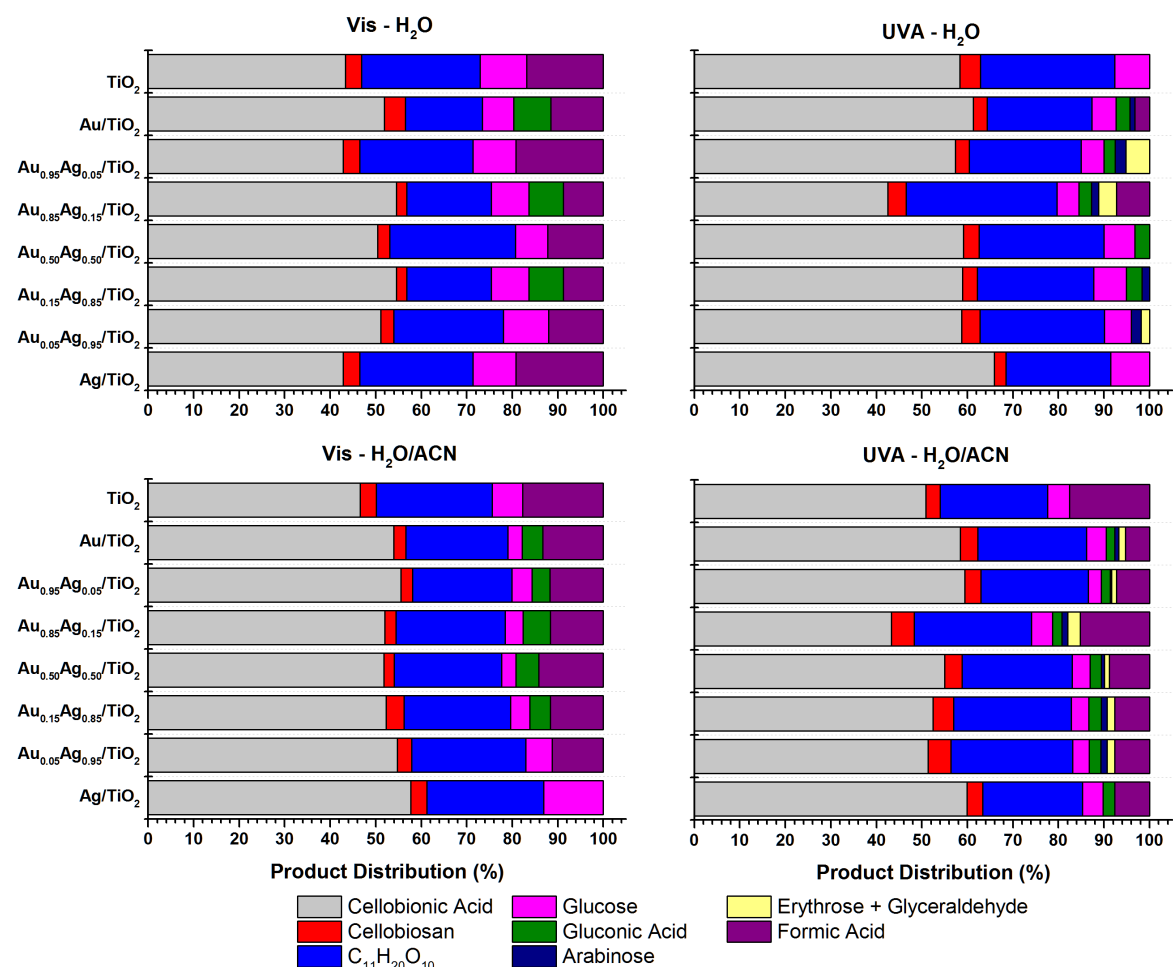 Vis - H₂O
UVA - H₂O
TiO₂
Au/TiO₂
Au₀.₉₅Ag₀.₀₅/TiO₂
Au₀.₈₅Ag₀.₁₅/TiO₂
Au₀.₅₀Ag₀.₅₀/TiO₂
Au₀.₁₅Ag₀.₈₅/TiO₂
Au₀.₀₅Ag₀.₉₅/TiO₂
Ag/TiO₂
0 10 20 30 40 50 60 70 80 90 100
0 10 20 30 40 50 60 70 80 90 100
Vis - H₂O/ACN
UVA - H₂O/ACN
TiO₂
Au/TiO₂
Au₀.₉₅Ag₀.₀₅/TiO₂
Au₀.₈₅Ag₀.₁₅/TiO₂
Au₀.₅₀Ag₀.₅₀/TiO₂
Au₀.₁₅Ag₀.₈₅/TiO₂
Au₀.₀₅Ag₀.₉₅/TiO₂
Ag/TiO₂
0 10 20 30 40 50 60 70 80 90 100
0 10 20 30 40 50 60 70 80 90 100
Product Distribution (%)
Product Distribution (%)
Cellobionic Acid
Glucose
Erythrose + Glyceraldehyde
Cellobiosan
Gluconic Acid
Formic Acid
C₁₁H₂₀O₁₀
Arabinose